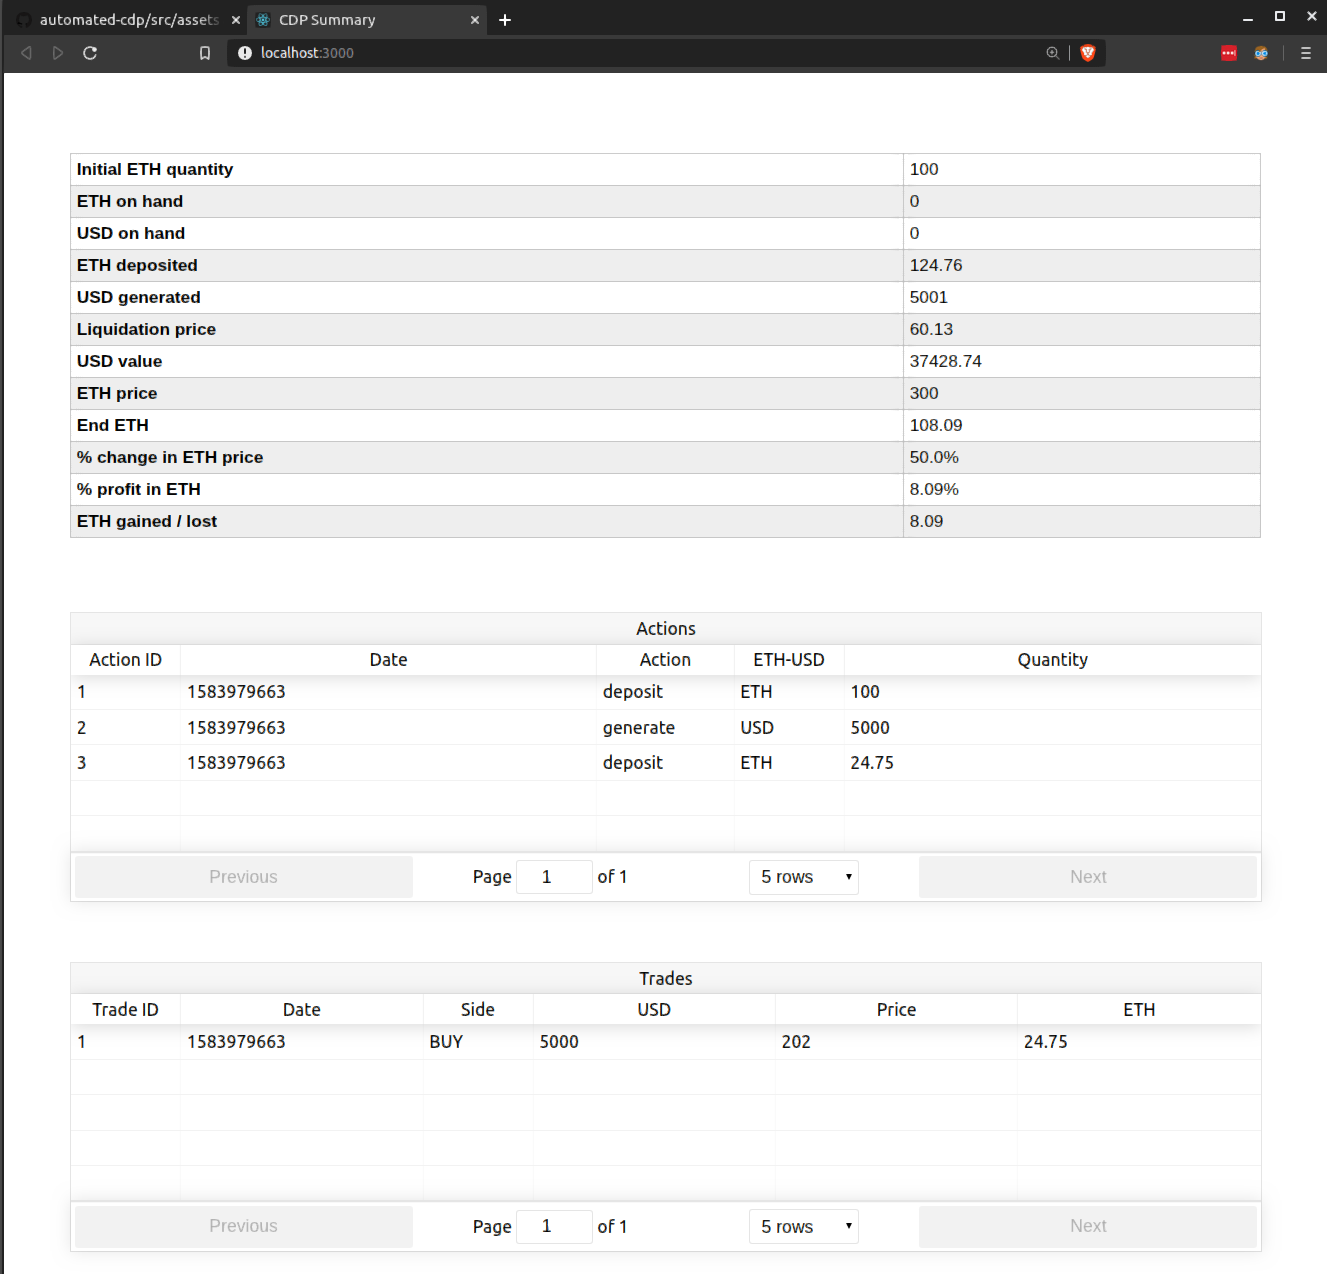 automated-cdp/src/assets
CDP Summary
localhost:3000
Initial ETH quantity 100
ETH on hand 0
USD on hand 0
ETH deposited 124.76
USD generated 5001
Liquidation price 60.13
USD value 37428.74
ETH price 300
End ETH 108.09
% change in ETH price 50.0%
% profit in ETH 8.09%
ETH gained / lost 8.09
Actions
Action ID Date Action ETH-USD Quantity
1 1583979663 deposit ETH 100
2 1583979663 generate USD 5000
3 1583979663 deposit ETH 24.75
Previous Page 1 of 1 5 rows Next
Trades
Trade ID Date Side USD Price ETH
1 1583979663 BUY 5000 202 24.75
Previous Page 1 of 1 5 rows Next